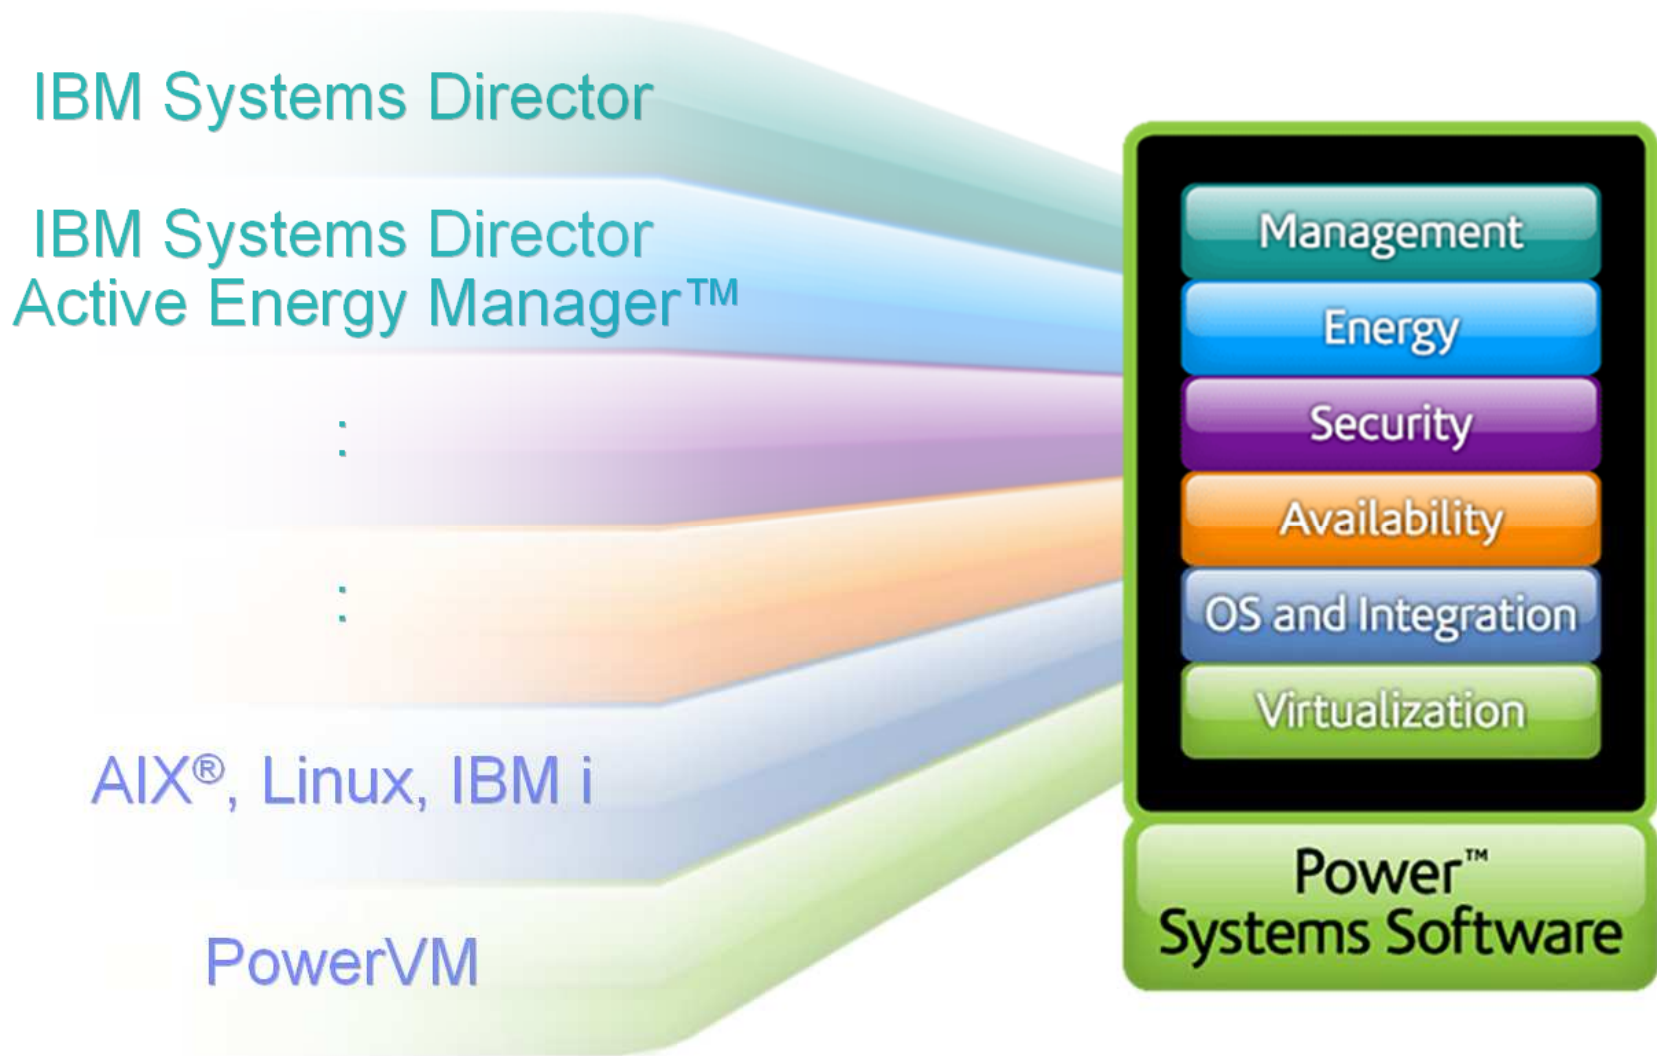 IBM Systems Director
IBM Systems Director
Active Energy Manager™
:
:
AIX®, Linux, IBM i
PowerVM
Management
Energy
Security
Availability
OS and Integration
Virtualization
Power™
Systems Software